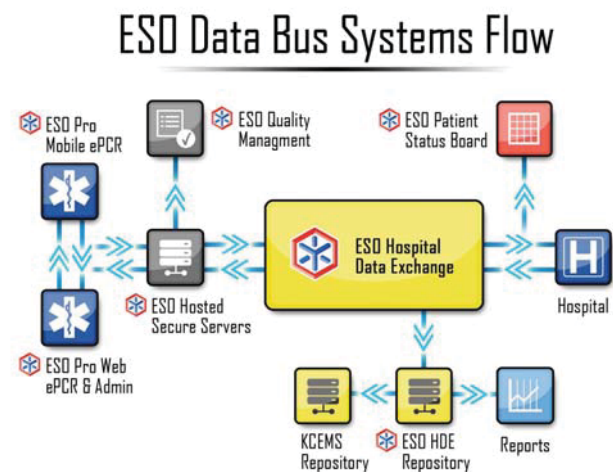 ESO Data Bus Systems Flow
ESO Pro
Mobile ePCR
ESO Quality
Managment
ESO Patient
Status Board
ESO Hospital
Data Exchange
H
Hospital
ESO Hosted
Secure Servers
ESO Pro Web
ePCR & Admin
KCEMS
Repository
ESO HDE
Repository
Reports